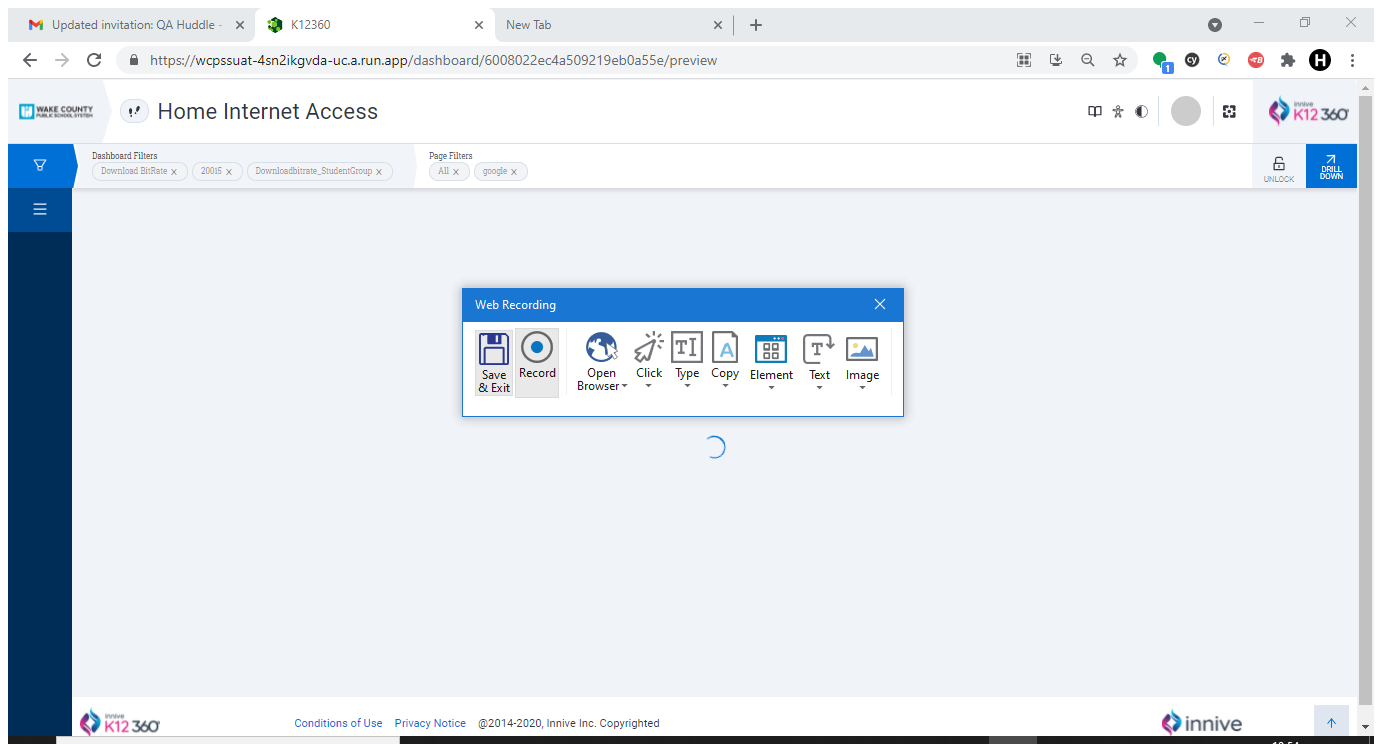 Updated invitation: QA Huddle -
K12360
New Tab
https://wcpssuat-4sn2ikgvda-uc.a.run.app/dashboard/6008022ec4a509219eb0a55e/preview
1
cy
H
WAKE COUNTY
PUBLIC SCHOOL SYSTEM
Home Internet Access
innive
K12 360°
Dashboard Filters
Download BitRate
20015
Downloadbitrate_StudentGroup
Page Filters
All
google
UNLOCK
DRILL
DOWN
Web Recording
Save
& Exit
Record
Open
Browser
Click
Type
Copy
Element
Text
Image
innive
K12 360°
Conditions of Use
Privacy Notice
@2014-2020, Innive Inc. Copyrighted
innive